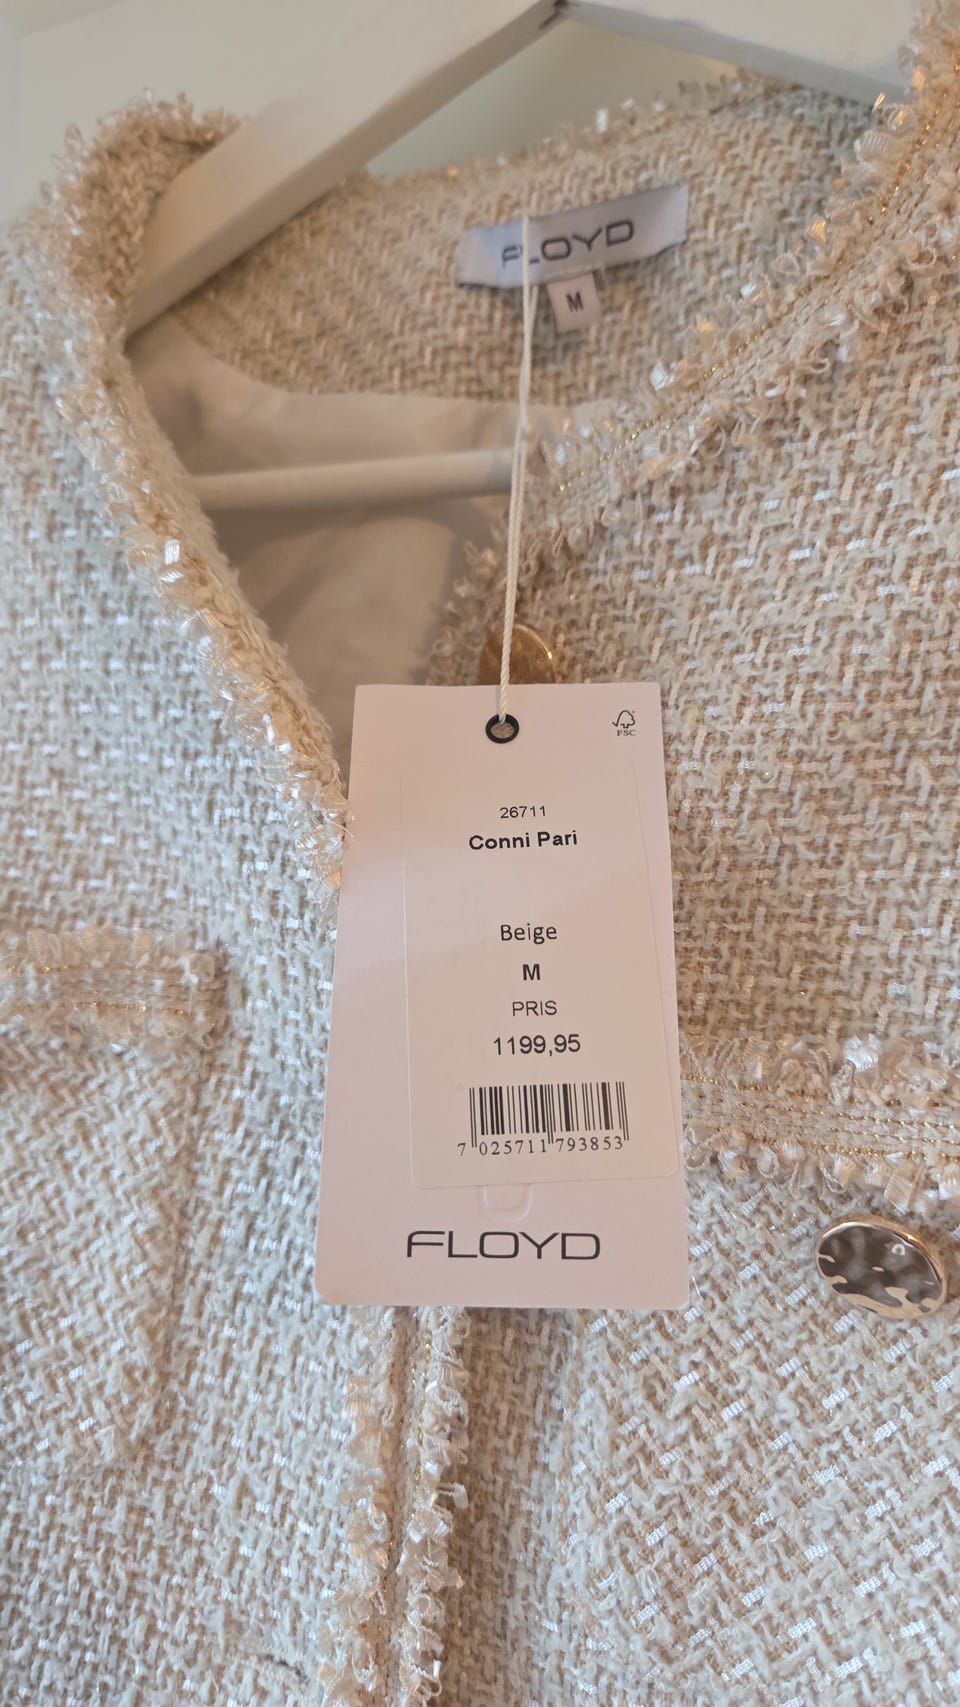 FLOYD
M
FSC
26711
Conni Pari
Beige
M
PRIS
1199,95
7 025711 793853
FLOYD